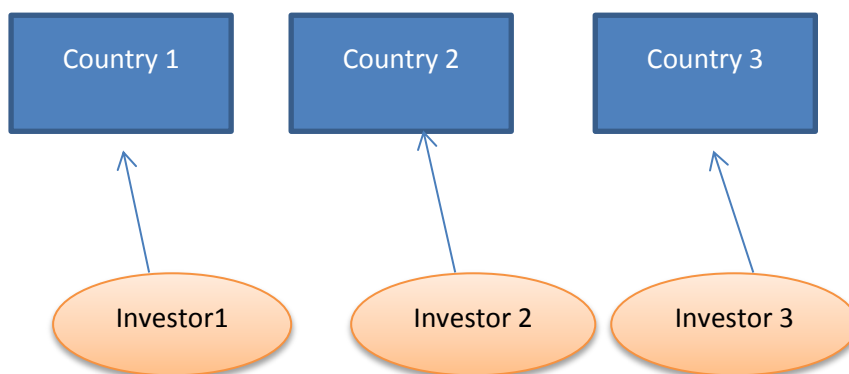 Country 1
Country 2
Country 3
Investor1
Investor 2
Investor 3